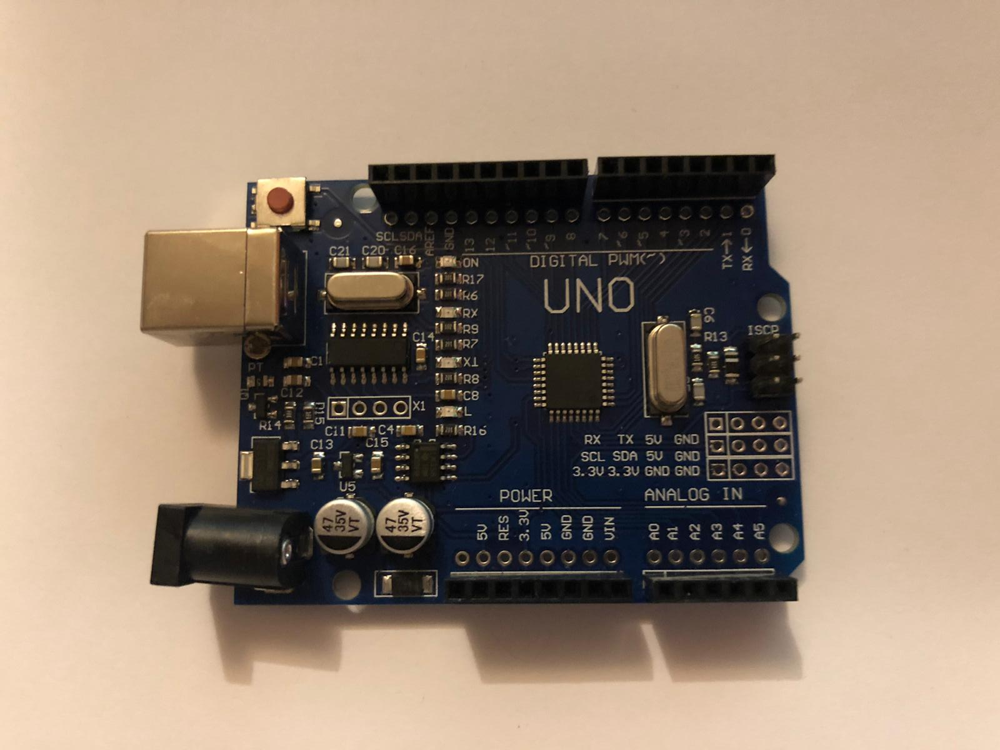 SCL SDA AREF GND 13 12 ~11 ~10 ~9 8 7 ~6 ~5 4 ~3 2 TX→1 RX←0
DIGITAL PWM(~)
UNO
C21 C20 C16
ON
R17
R6
RX
R9
R7
XT
R8
C8
L
R16
C14
C1
PT
C12
R14
X1
C11 C4
C13 C15
U5
47
35V
VT
47
35V
VT
R13
ISCP
RX TX 5V GND
SCL SDA 5V GND
3.3V 3.3V GND GND
POWER
ANALOG IN
5V RES 3.3V 5V GND GND VIN
A0 A1 A2 A3 A4 A5